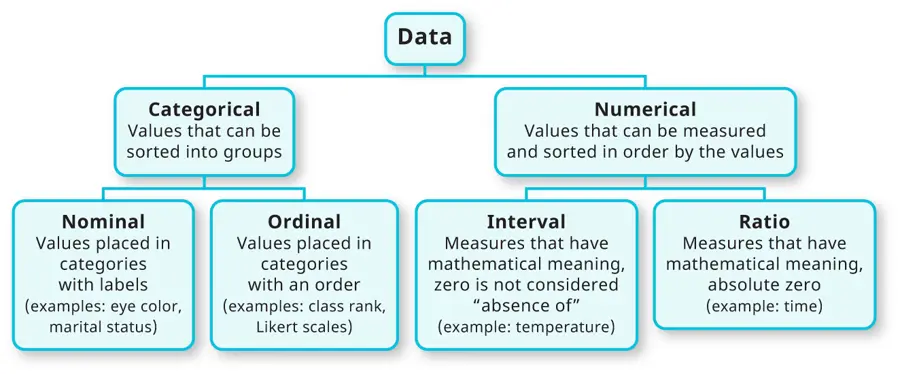 Data
Categorical
Values that can be
sorted into groups
Numerical
Values that can be measured
and sorted in order by the values
Nominal
Values placed in
categories
with labels
(examples: eye color,
marital status)
Ordinal
Values placed in
categories
with an order
(examples: class rank,
Likert scales)
Interval
Measures that have
mathematical meaning,
zero is not considered
“absence of”
(example: temperature)
Ratio
Measures that have
mathematical meaning,
absolute zero
(example: time)